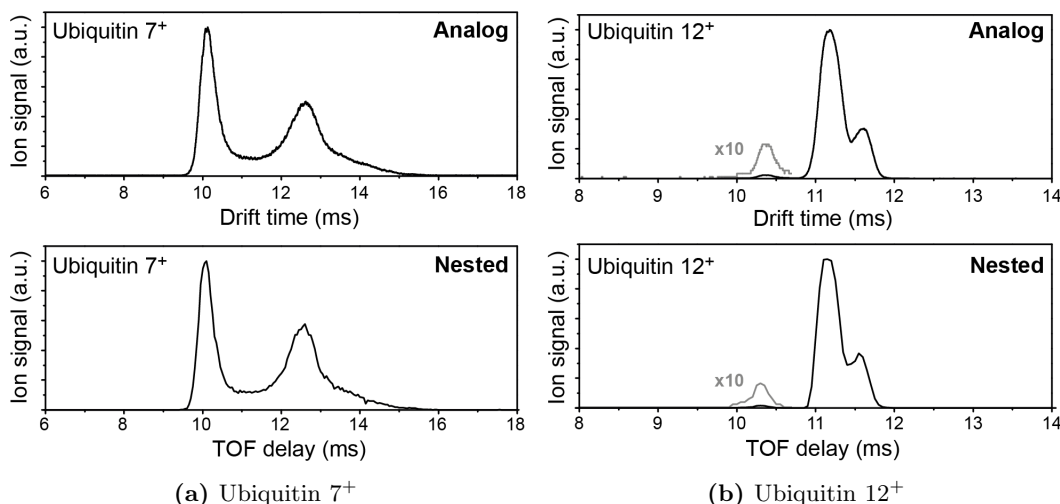 Ubiquitin 7⁺ Analog
Ion signal (a.u.)
6 8 10 12 14 16 18
Drift time (ms)
Ubiquitin 7⁺ Nested
Ion signal (a.u.)
6 8 10 12 14 16 18
TOF delay (ms)
(a) Ubiquitin 7⁺
Ubiquitin 12⁺ Analog
Ion signal (a.u.)
x10
8 9 10 11 12 13 14
Drift time (ms)
Ubiquitin 12⁺ Nested
Ion signal (a.u.)
x10
8 9 10 11 12 13 14
TOF delay (ms)
(b) Ubiquitin 12⁺